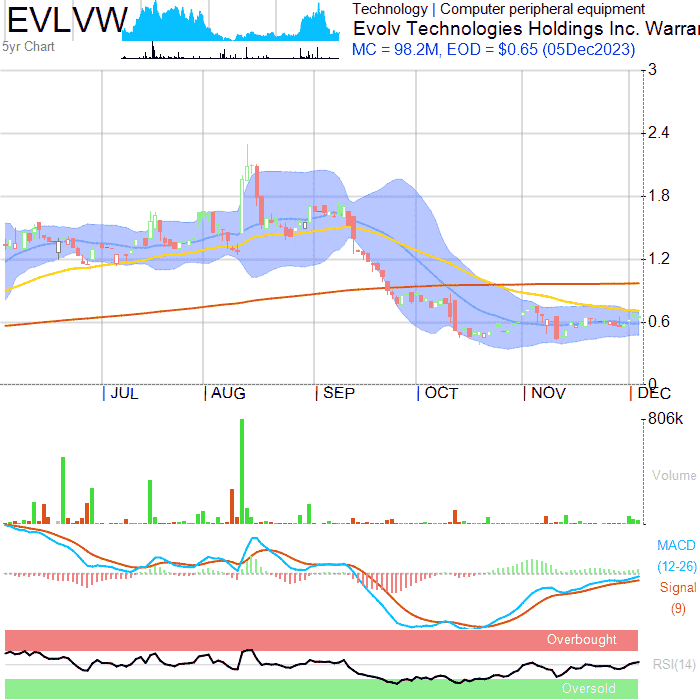 EVLVW
Technology | Computer peripheral equipment
Evolv Technologies Holdings Inc. Warrar
5yr Chart
MC = 98.2M, EOD = $0.65 (05Dec2023)
3
2.4
1.8
1.2
0.6
0
JUL AUG SEP OCT NOV DEC
806k
Volume
MACD
(12-26)
Signal
(9)
Overbought
RSI(14)
Oversold